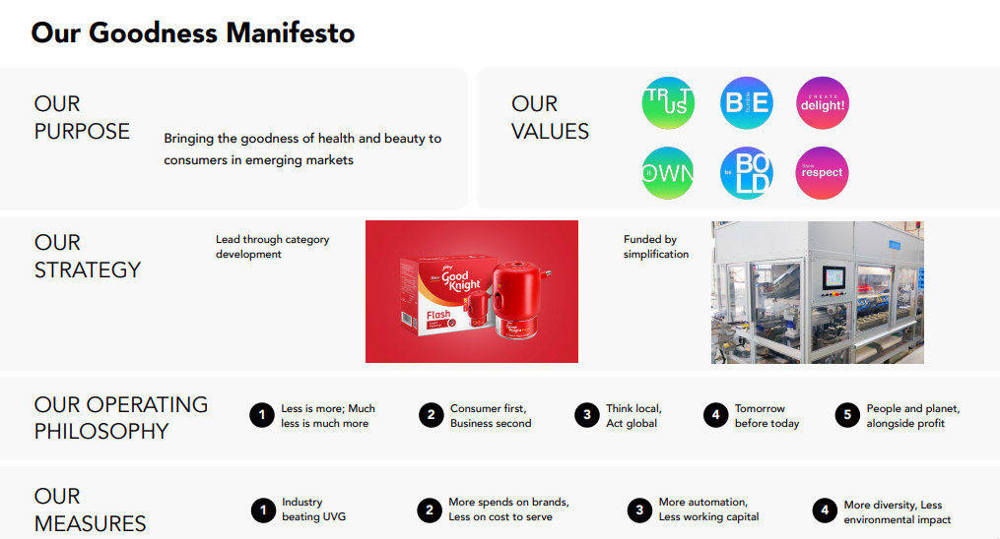 Our Goodness Manifesto
OUR
PURPOSE
Bringing the goodness of health and beauty to
consumers in emerging markets
OUR
VALUES
TRUST
BE humble
CREATE
delight!
OWN it
be BOLD
Show
respect
OUR
STRATEGY
Lead through category
development
New
Good
Knight
Flash
Good
Knight
Funded by
simplification
OUR OPERATING
PHILOSOPHY
1 Less is more; Much
less is much more
2 Consumer first,
Business second
3 Think local,
Act global
4 Tomorrow
before today
5 People and planet,
alongside profit
OUR
MEASURES
1 Industry
beating UVG
2 More spends on brands,
Less on cost to serve
3 More automation,
Less working capital
4 More diversity, Less
environmental impact